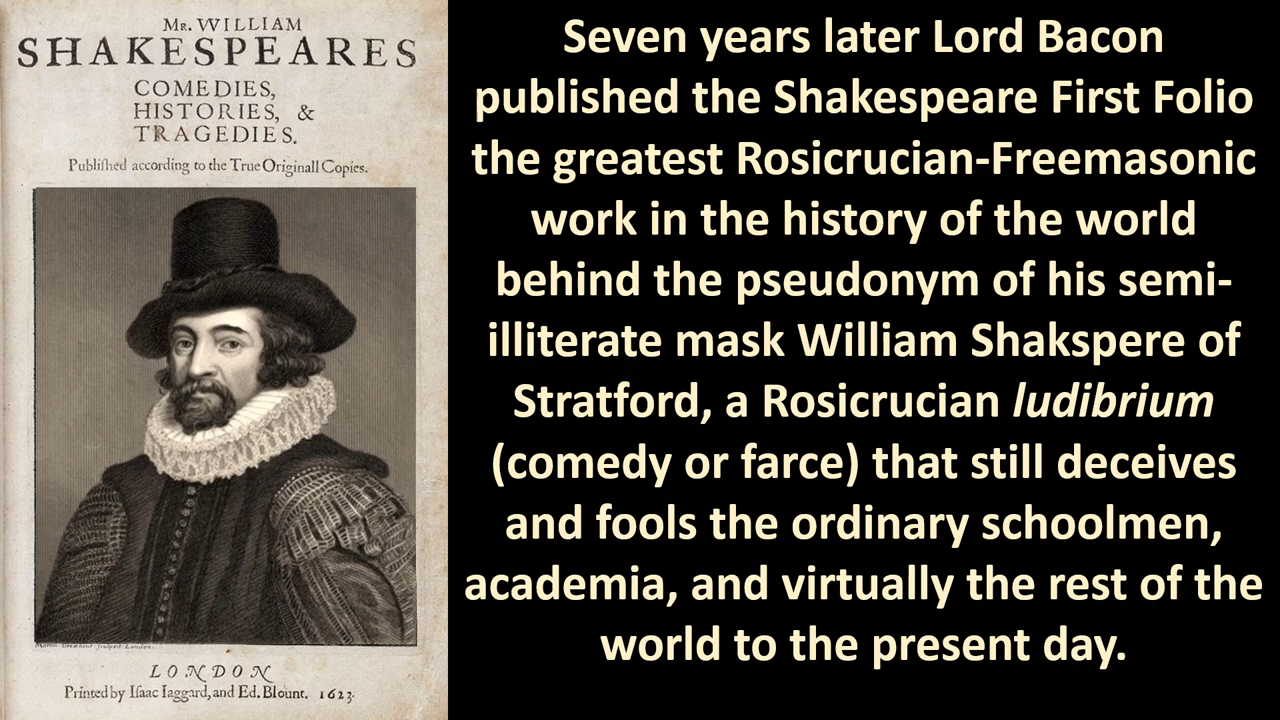 Mr. WILLIAM
SHAKESPEARES
COMEDIES,
HISTORIES, &
TRAGEDIES.
Publiſhed according to the True Originall Copies.
LONDON
Printed by Iſaac Iaggard, and Ed. Blount. 1623.
Seven years later Lord Bacon
published the Shakespeare First Folio
the greatest Rosicrucian-Freemasonic
work in the history of the world
behind the pseudonym of his semi-
illiterate mask William Shakspere of
Stratford, a Rosicrucian ludibrium
(comedy or farce) that still deceives
and fools the ordinary schoolmen,
academia, and virtually the rest of the
world to the present day.